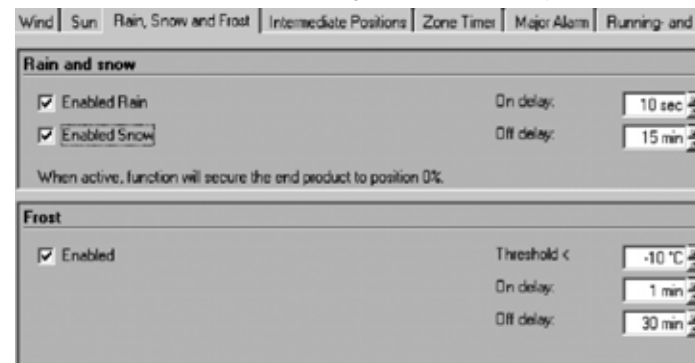 Wind Sun Rain, Snow and Frost Intermediate Positions Zone Timer Major Alarm Running- and
Rain and snow
Enabled Rain On delay: 10 sec
Enabled Snow Off delay: 15 min
When active, function will secure the end product to position 0%.
Frost
Enabled Threshold < -10 °C
On delay: 1 min
Off delay: 30 min